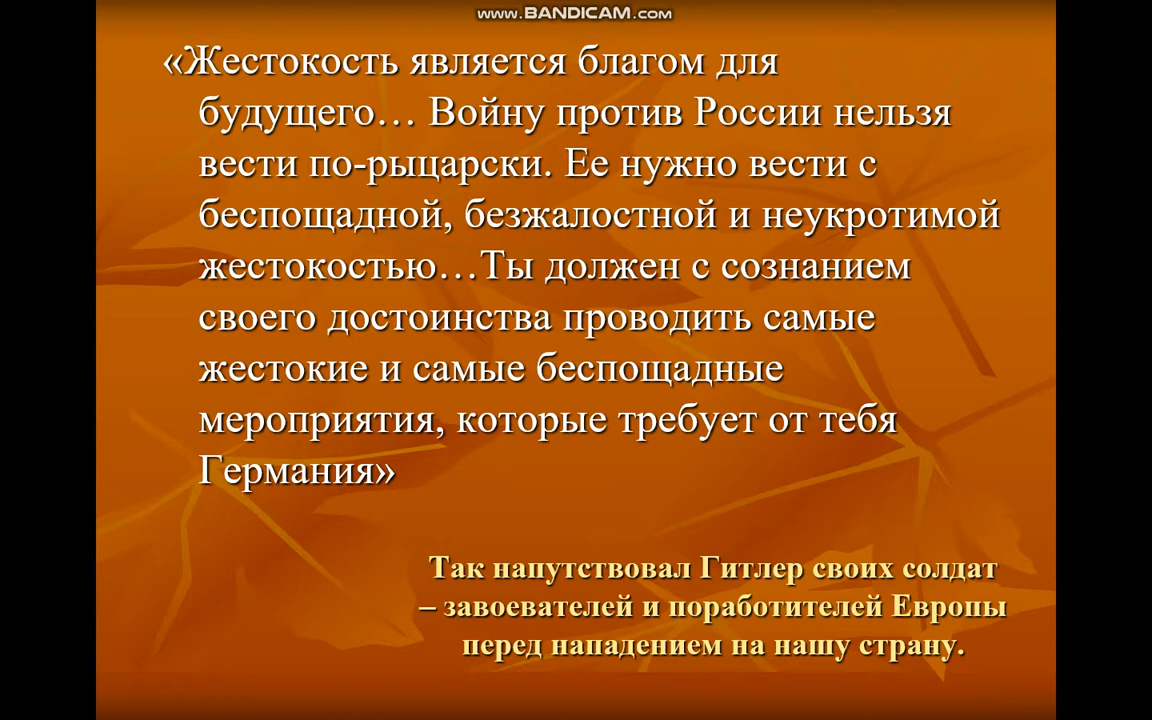 www.BANDICAM.com
«Жестокость является благом для
будущего… Войну против России нельзя
вести по-рыцарски. Ее нужно вести с
беспощадной, безжалостной и неукротимой
жестокостью…Ты должен с сознанием
своего достоинства проводить самые
жестокие и самые беспощадные
мероприятия, которые требует от тебя
Германия»
Так напутствовал Гитлер своих солдат
– завоевателей и поработителей Европы
перед нападением на нашу страну.